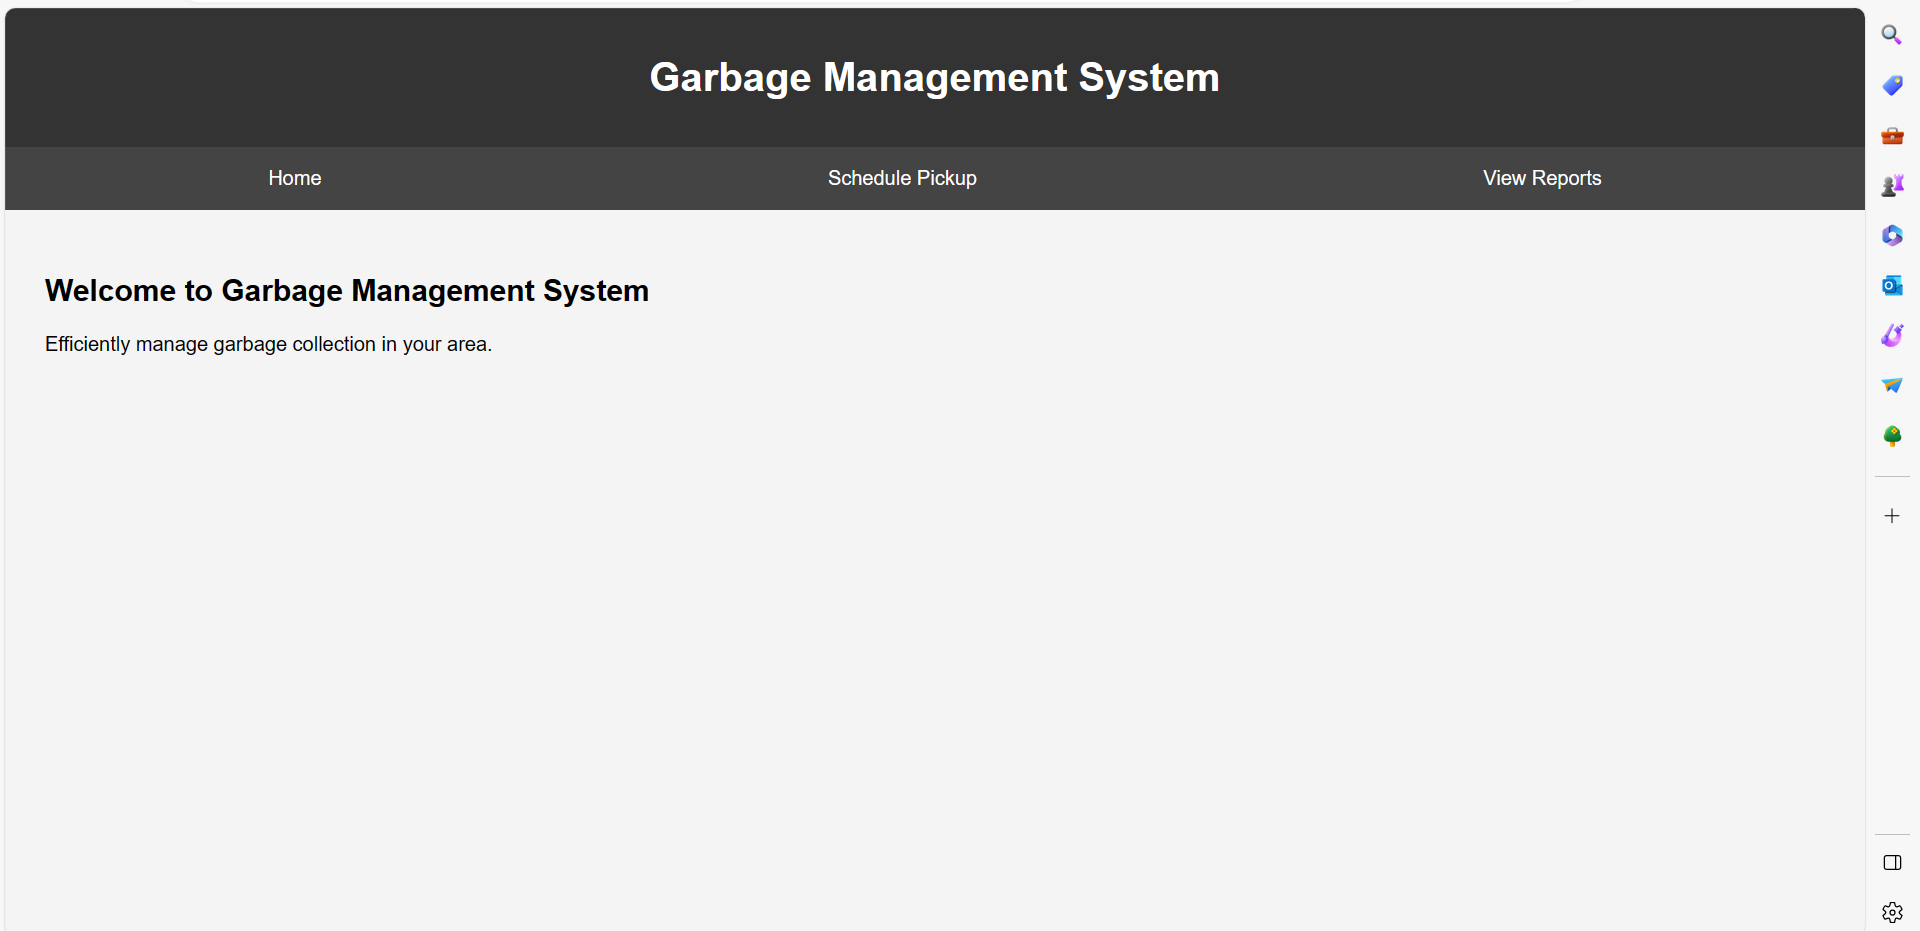 Garbage Management System
Home
Schedule Pickup
View Reports
Welcome to Garbage Management System
Efficiently manage garbage collection in your area.